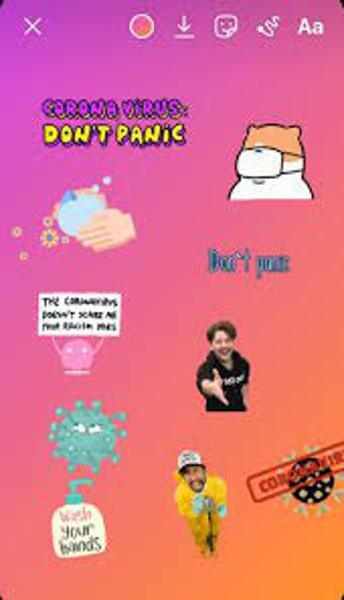 Aa
CORONA VIRUS:
DON'T PANIC
Don't panic
THE CORONAVIRUS
DOESN'T SCARE ME
YOUR RACISM DOES
wash
your
hands